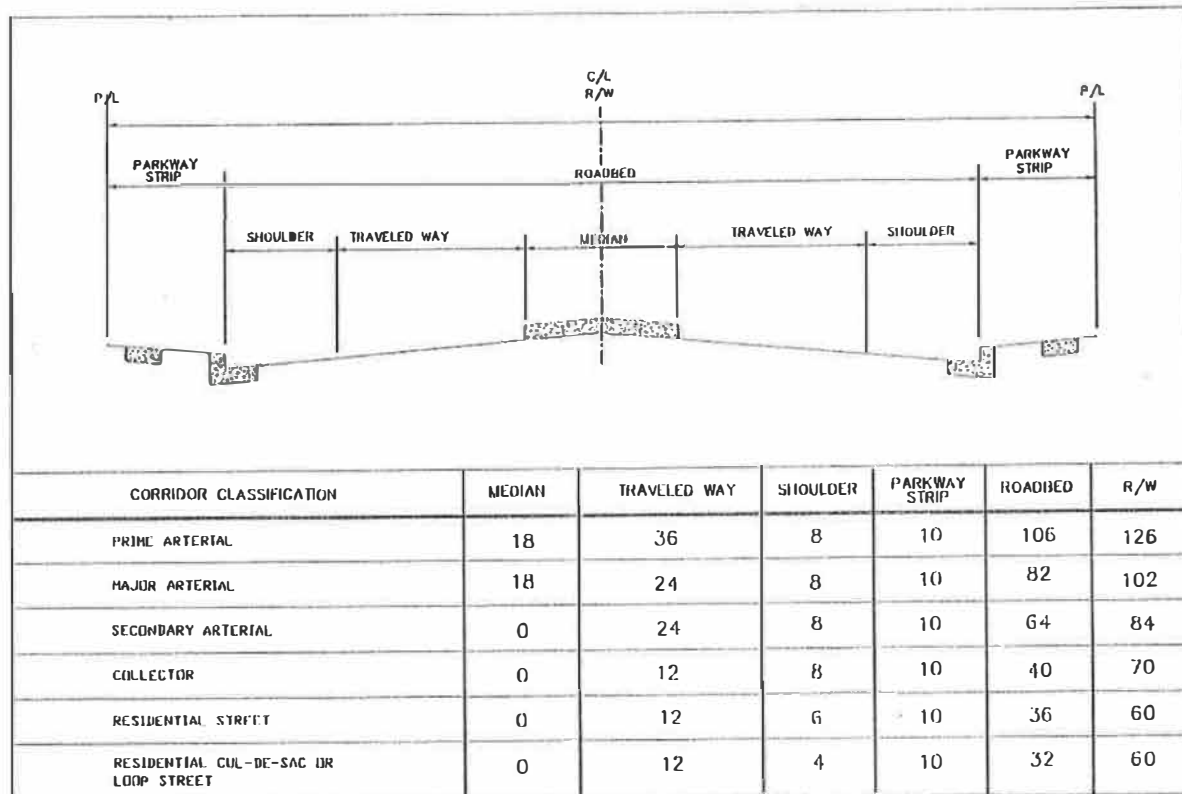 C/L
R/W
P/L
P/L
PARKWAY
STRIP
ROADBED
PARKWAY
STRIP
SHOULDER TRAVELED WAY MEDIAN TRAVELED WAY SHOULDER
CORRIDOR CLASSIFICATION MEDIAN TRAVELED WAY SHOULDER PARKWAY STRIP ROADBED R/W
PRIME ARTERIAL 18 36 8 10 106 126
MAJOR ARTERIAL 18 24 8 10 82 102
SECONDARY ARTERIAL 0 24 8 10 64 84
COLLECTOR 0 12 8 10 40 70
RESIDENTIAL STREET 0 12 6 10 36 60
RESIDENTIAL CUL-DE-SAC OR
LOOP STREET 0 12 4 10 32 60